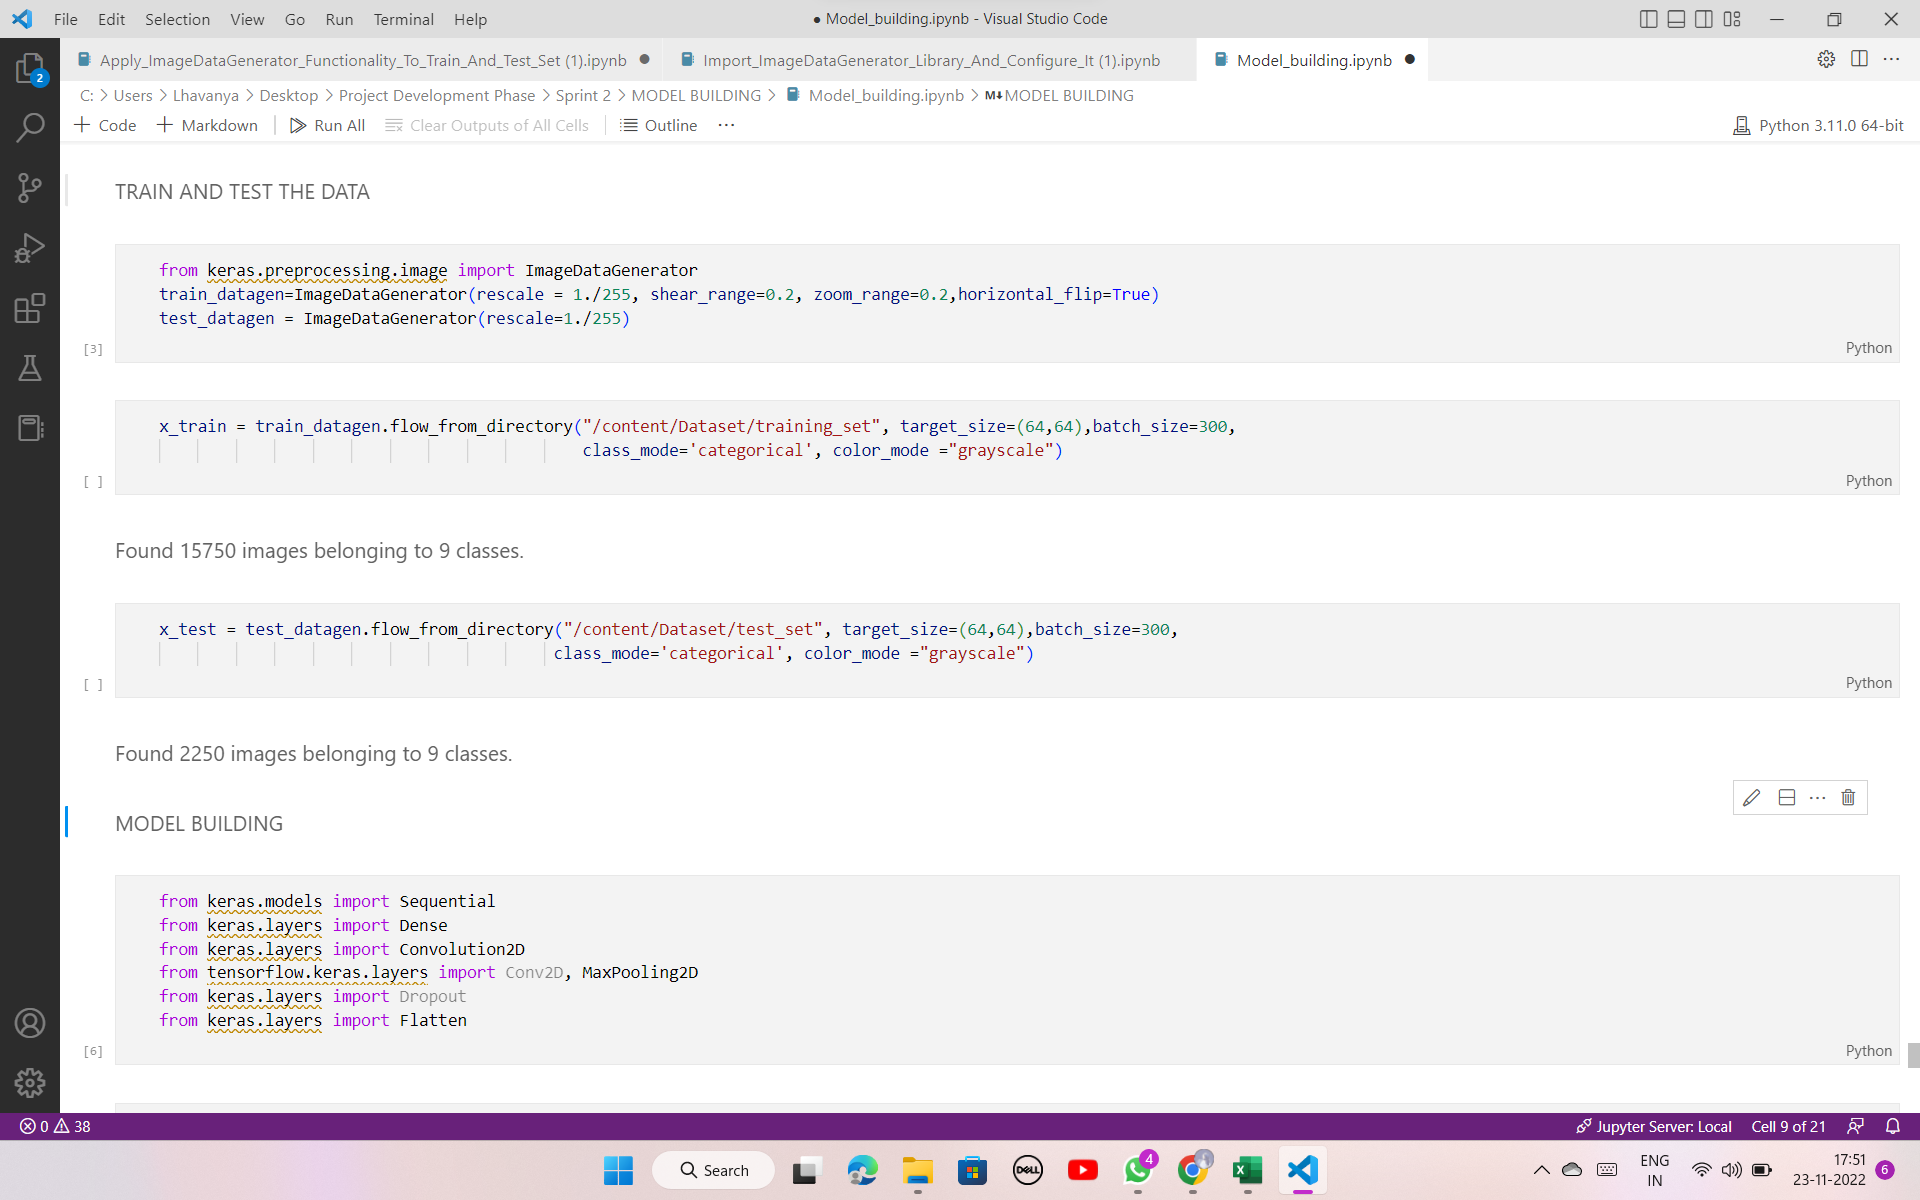 File Edit Selection View Go Run Terminal Help
● Model_building.ipynb - Visual Studio Code
Apply_ImageDataGenerator_Functionality_To_Train_And_Test_Set (1).ipynb ●
Import_ImageDataGenerator_Library_And_Configure_It (1).ipynb
Model_building.ipynb ●
C: > Users > Lhavanya > Desktop > Project Development Phase > Sprint 2 > MODEL BUILDING > Model_building.ipynb > M↓ MODEL BUILDING
+ Code + Markdown Run All Clear Outputs of All Cells Outline ···
Python 3.11.0 64-bit
2
TRAIN AND TEST THE DATA
from keras.preprocessing.image import ImageDataGenerator
train_datagen=ImageDataGenerator(rescale = 1./255, shear_range=0.2, zoom_range=0.2,horizontal_flip=True)
test_datagen = ImageDataGenerator(rescale=1./255)
[3]
Python
x_train = train_datagen.flow_from_directory("/content/Dataset/training_set", target_size=(64,64),batch_size=300,
class_mode='categorical', color_mode ="grayscale")
[ ]
Python
Found 15750 images belonging to 9 classes.
x_test = test_datagen.flow_from_directory("/content/Dataset/test_set", target_size=(64,64),batch_size=300,
class_mode='categorical', color_mode ="grayscale")
[ ]
Python
Found 2250 images belonging to 9 classes.
MODEL BUILDING
from keras.models import Sequential
from keras.layers import Dense
from keras.layers import Convolution2D
from tensorflow.keras.layers import Conv2D, MaxPooling2D
from keras.layers import Dropout
from keras.layers import Flatten
[6]
Python
0 38
Jupyter Server: Local Cell 9 of 21
Search
DELL
4
ENG
IN
17:51
23-11-2022
6